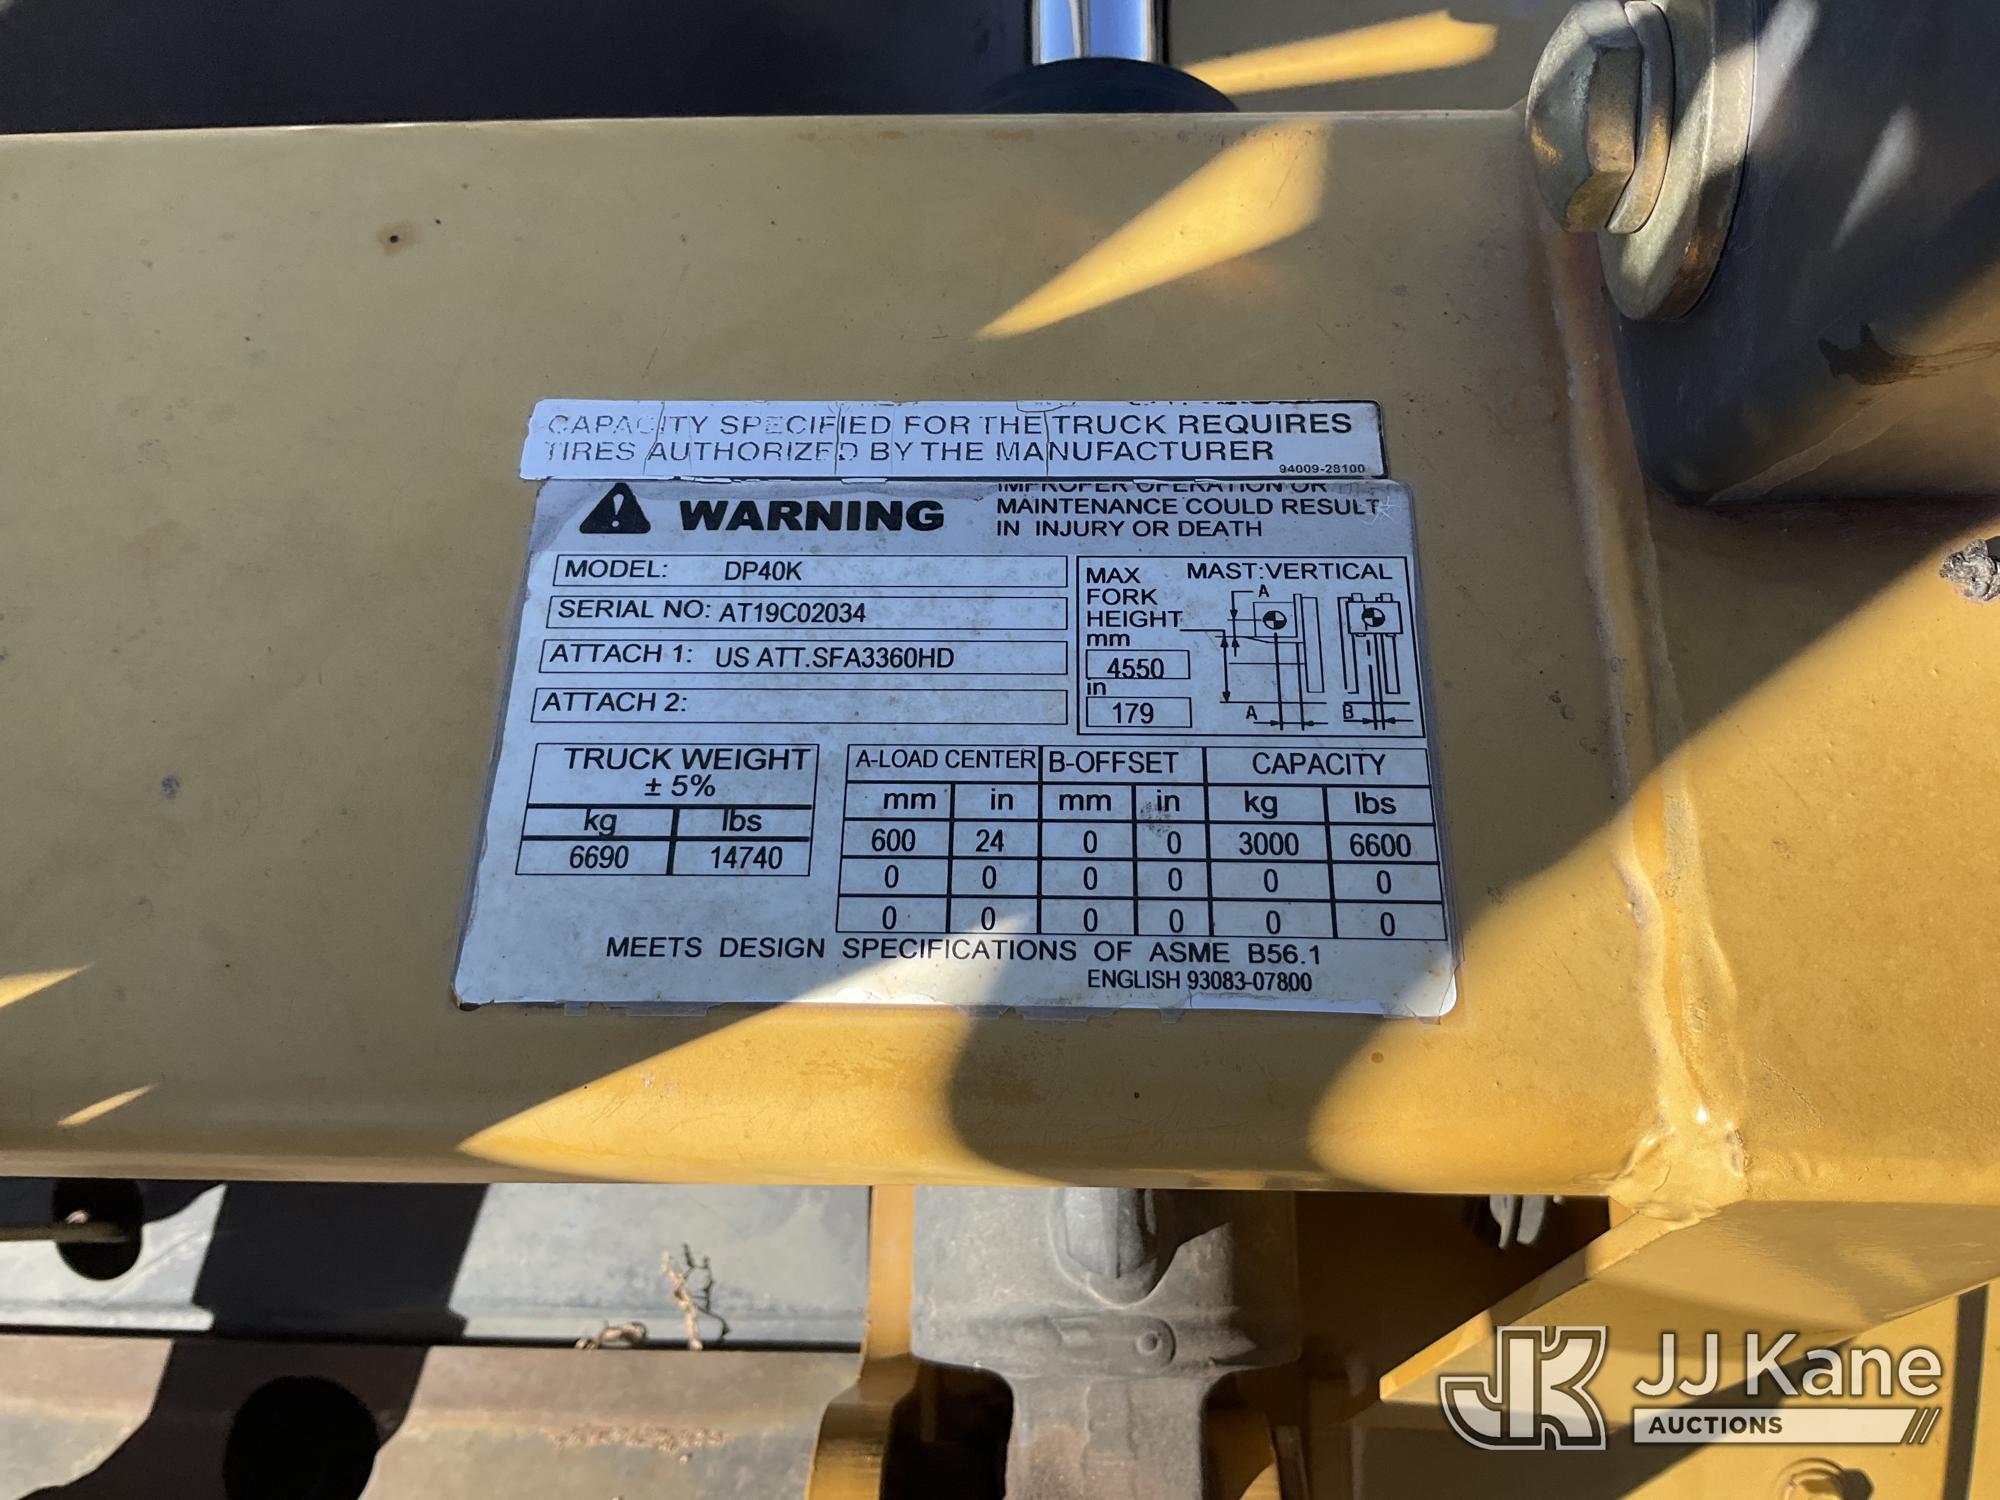 CAPACITY SPECIFIED FOR THE TRUCK REQUIRES
TIRES AUTHORIZED BY THE MANUFACTURER
94009-28100
WARNING
IMPROPER OPERATION OR
MAINTENANCE COULD RESULT
IN INJURY OR DEATH
MODEL: DP40K
SERIAL NO: AT19C02034
ATTACH 1: US ATT.SFA3360HD
ATTACH 2:
MAX
FORK
HEIGHT
mm
4550
in
179
MAST:VERTICAL
A
A
B
TRUCK WEIGHT
± 5%
kg lbs
6690 14740
A-LOAD CENTER B-OFFSET CAPACITY
mm in mm in kg lbs
600 24 0 0 3000 6600
0 0 0 0 0 0
0 0 0 0 0 0
MEETS DESIGN SPECIFICATIONS OF ASME B56.1
ENGLISH 93083-07800
JK JJ Kane
AUCTIONS